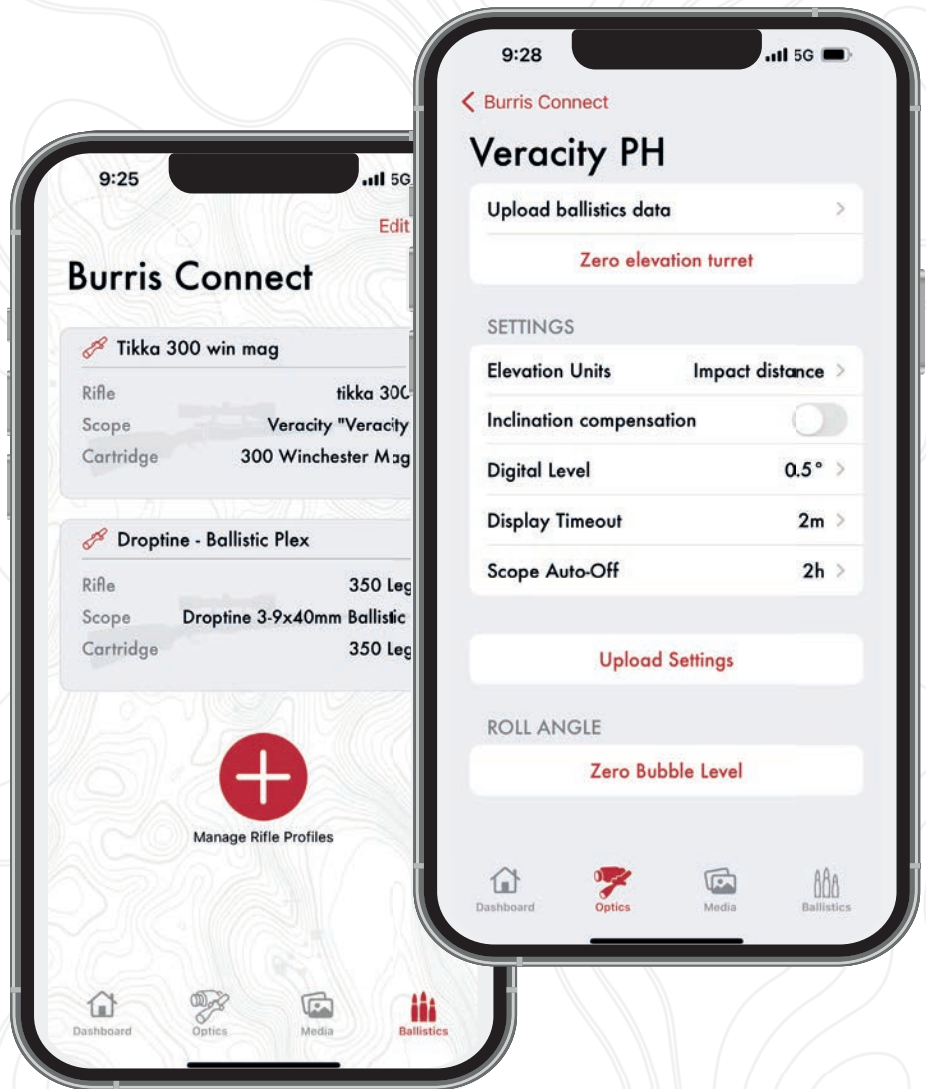 9:25
5G
Edit
Burris Connect
Tikka 300 win mag
Rifle tikka 300
Scope Veracity "Veracity
Cartridge 300 Winchester Mag
Droptine - Ballistic Plex
Rifle 350 Leg
Scope Droptine 3-9x40mm Ballistic
Cartridge 350 Leg
Manage Rifle Profiles
Dashboard Optics Media Ballistics
9:28 5G
Burris Connect
Veracity PH
Upload ballistics data
Zero elevation turret
SETTINGS
Elevation Units Impact distance
Inclination compensation
Digital Level 0.5°
Display Timeout 2m
Scope Auto-Off 2h
Upload Settings
ROLL ANGLE
Zero Bubble Level
Dashboard Optics Media Ballistics